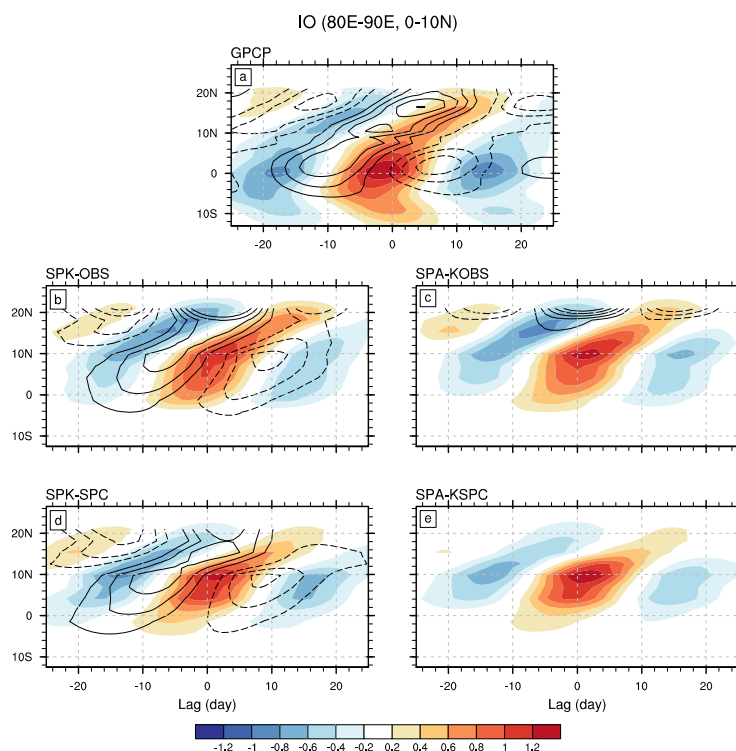 IO (80E-90E, 0-10N)
GPCP
a
20N
10N
0
10S
-20 -10 0 10 20
SPK-OBS SPA-KOBS
b c
20N
10N
0
10S
SPK-SPC SPA-KSPC
d e
20N
10N
0
10S
-20 -10 0 10 20 -20 -10 0 10 20
Lag (day) Lag (day)
-1.2 -1 -0.8 -0.6 -0.4 -0.2 0 0.2 0.4 0.6 0.8 1 1.2